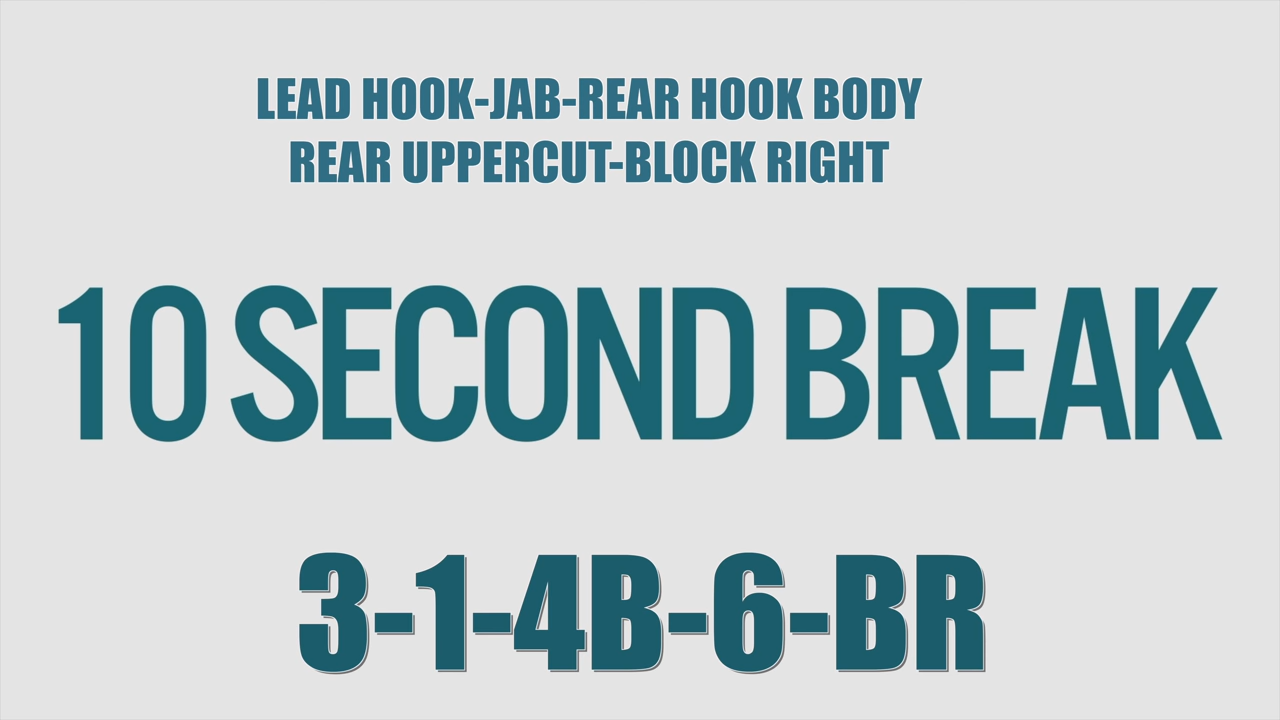 LEAD HOOK-JAB-REAR HOOK BODY
REAR UPPERCUT-BLOCK RIGHT
10 SECOND BREAK
3-1-4B-6-BR